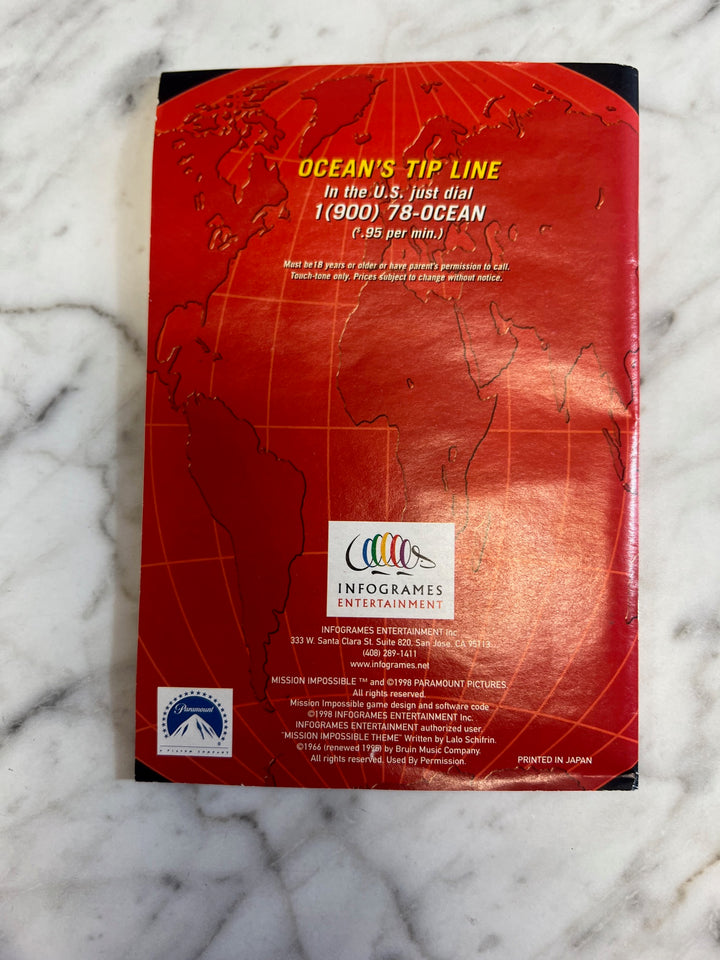 OCEAN'S TIP LINE
In the U.S. just dial
1(900) 78-OCEAN
($.95 per min.)
Must be18 years or older or have parent's permission to call.
Touch-tone only. Prices subject to change without notice.
INFOGRAMES
ENTERTAINMENT
INFOGRAMES ENTERTAINMENT Inc.
333 W. Santa Clara St. Suite 820, San Jose, CA 95113
(408) 289-1411
www.infogrames.net
MISSION IMPOSSIBLE ™ and ©1998 PARAMOUNT PICTURES
All rights reserved.
Mission Impossible game design and software code
©1998 INFOGRAMES ENTERTAINMENT Inc.
INFOGRAMES ENTERTAINMENT authorized user.
"MISSION IMPOSSIBLE THEME" Written by Lalo Schifrin.
©1966 (renewed 1995) by Bruin Music Company.
All rights reserved. Used By Permission.
Paramount
®
A VIACOM COMPANY
PRINTED IN JAPAN